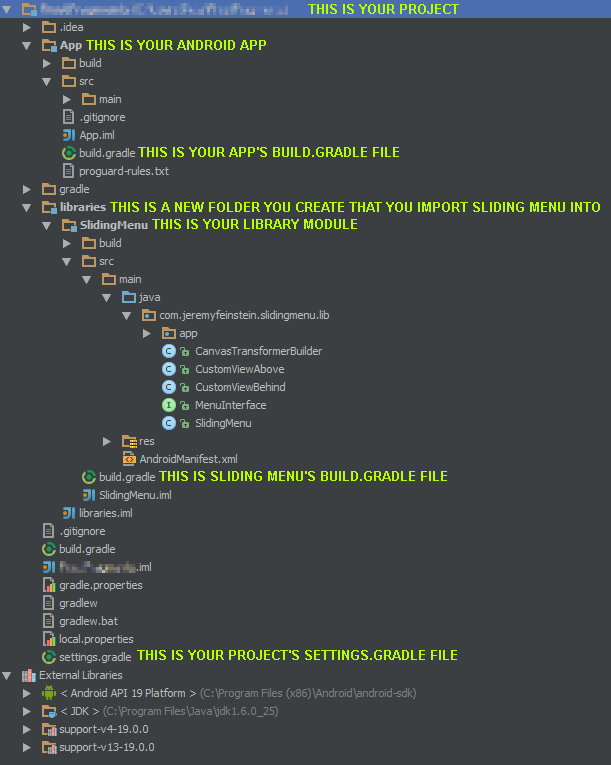 THIS IS YOUR PROJECT
.idea
App THIS IS YOUR ANDROID APP
build
src
main
.gitignore
App.iml
build.gradle THIS IS YOUR APP'S BUILD.GRADLE FILE
proguard-rules.txt
gradle
libraries THIS IS A NEW FOLDER YOU CREATE THAT YOU IMPORT SLIDING MENU INTO
SlidingMenu THIS IS YOUR LIBRARY MODULE
build
src
main
java
com.jeremyfeinstein.slidingmenu.lib
app
C CanvasTransformerBuilder
C CustomViewAbove
C CustomViewBehind
I MenuInterface
C SlidingMenu
res
AndroidManifest.xml
build.gradle THIS IS SLIDING MENU'S BUILD.GRADLE FILE
SlidingMenu.iml
libraries.iml
.gitignore
build.gradle
.iml
gradle.properties
gradlew
gradlew.bat
local.properties
settings.gradle THIS IS YOUR PROJECT'S SETTINGS.GRADLE FILE
External Libraries
< Android API 19 Platform > (C:\Program Files (x86)\Android\android-sdk)
< JDK > (C:\Program Files\Java\jdk1.6.0_25)
support-v4-19.0.0
support-v13-19.0.0